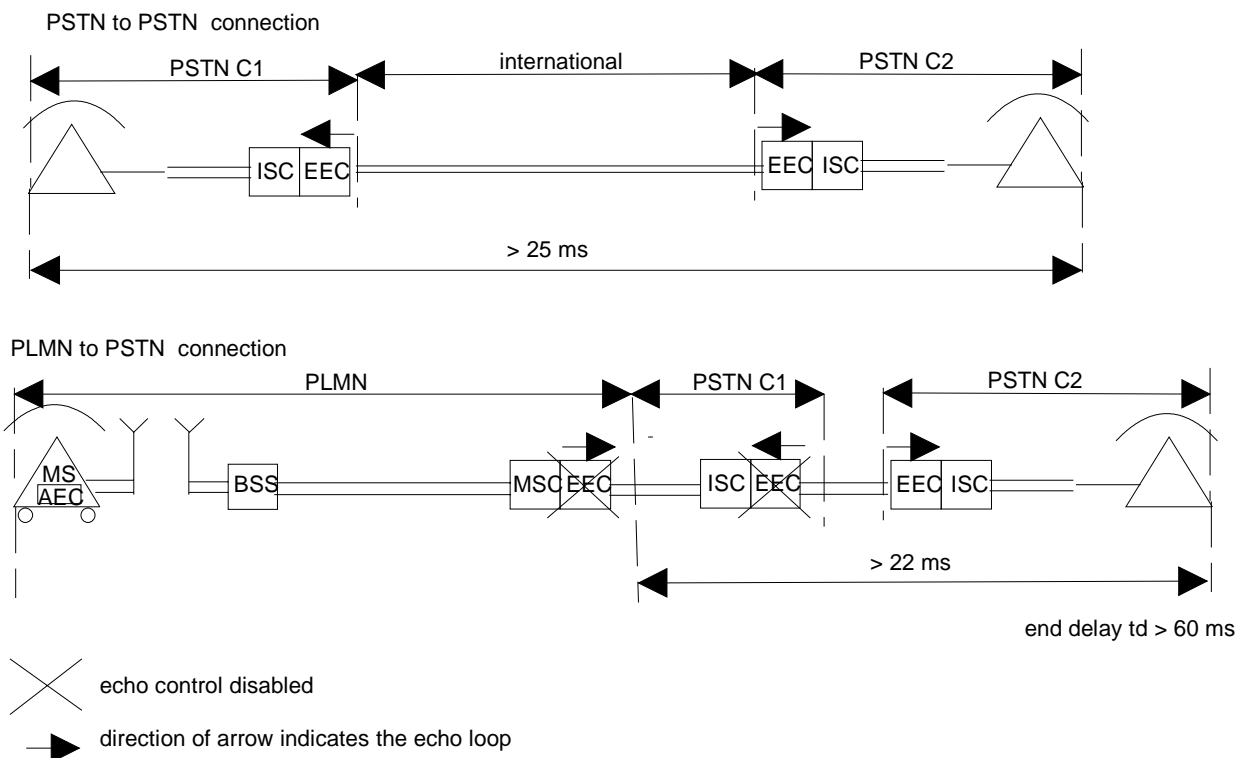 PSTN to PSTN connection
PSTN C1
international
PSTN C2
ISC EEC
EEC ISC
> 25 ms
PLMN to PSTN connection
PLMN
PSTN C1
PSTN C2
MS
AEC
BSS
MSC EEC
ISC EEC
EEC ISC
> 22 ms
end delay td > 60 ms
echo control disabled
direction of arrow indicates the echo loop